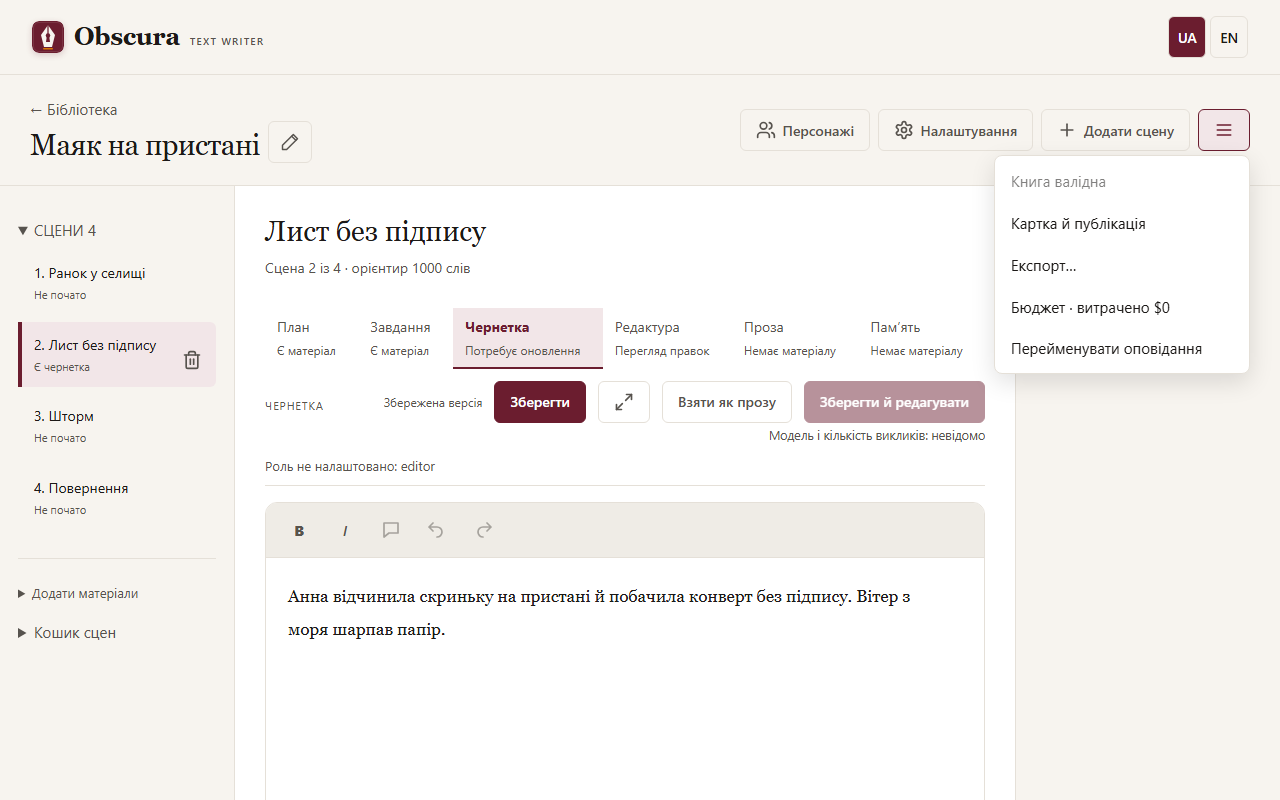 Obscura TEXT WRITER
UA EN
← Бібліотека
Маяк на пристані
Персонажі
Налаштування
Додати сцену
Книга валідна
Картка й публікація
Експорт...
Бюджет · витрачено $0
Перейменувати оповідання
СЦЕНИ 4
1. Ранок у селищі
Не почато
2. Лист без підпису
Є чернетка
3. Шторм
Не почато
4. Повернення
Не почато
Додати матеріали
Кошик сцен
Лист без підпису
Сцена 2 із 4 · орієнтир 1000 слів
План
Є матеріал
Завдання
Є матеріал
Чернетка
Потребує оновлення
Редактура
Перегляд правок
Проза
Немає матеріалу
Пам’ять
Немає матеріалу
ЧЕРНЕТКА
Збережена версія
Зберегти
Взяти як прозу
Зберегти й редагувати
Модель і кількість викликів: невідомо
Роль не налаштовано: editor
B I
Анна відчинила скриньку на пристані й побачила конверт без підпису. Вітер з
моря шарпав папір.